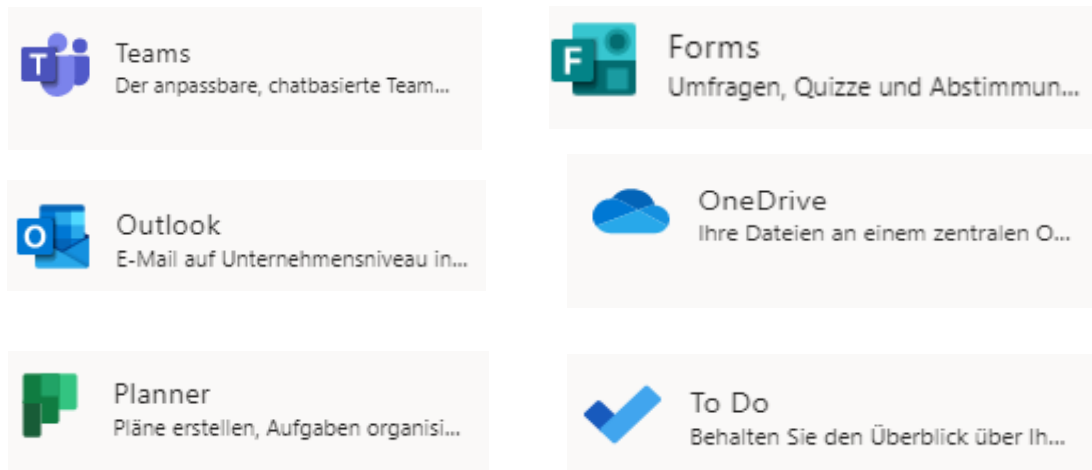 Teams
Der anpassbare, chatbasierte Team...
Outlook
E-Mail auf Unternehmensniveau in...
Planner
Pläne erstellen, Aufgaben organisi...
Forms
Umfragen, Quizze und Abstimmun...
OneDrive
Ihre Dateien an einem zentralen O...
To Do
Behalten Sie den Überblick über Ih...